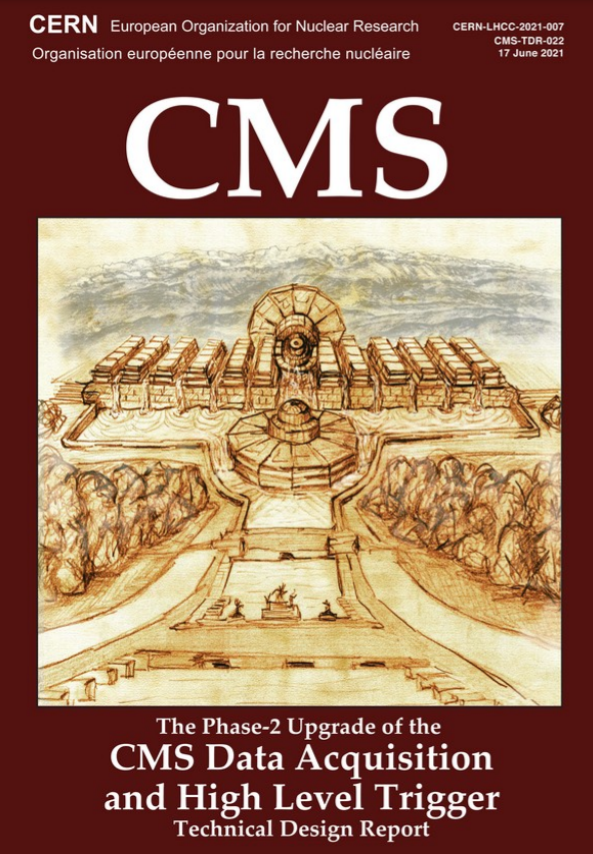 CERN European Organization for Nuclear Research
Organisation européenne pour la recherche nucléaire
CERN-LHCC-2021-007
CMS-TDR-022
17 June 2021
CMS
The Phase-2 Upgrade of the
CMS Data Acquisition
and High Level Trigger
Technical Design Report